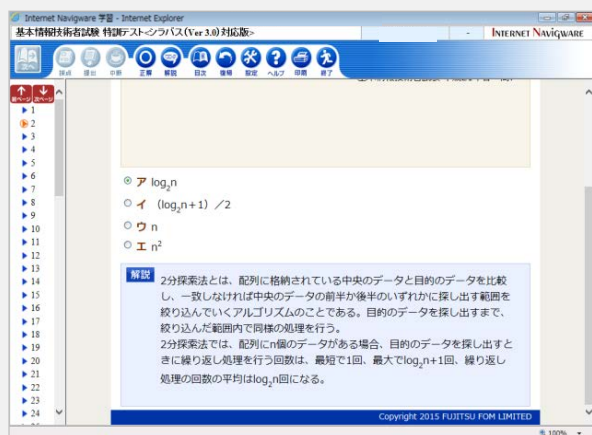 Internet Navigware 学習 - Internet Explorer
基本情報技術者試験 特訓テスト<シラバス(Ver 3.0)対応版>
-
INTERNET NAVIGWARE
次へ
採点
提出
中断
正解
解説
目次
復帰
設定
ヘルプ
印刷
終了
前ページ
次ページ
1
2
3
4
5
6
7
8
9
10
11
12
13
14
15
16
17
18
19
20
21
22
23
24
ア log₂n
イ (log₂n+1) /2
ウ n
エ n²
解説
2分探索法とは、配列に格納されている中央のデータと目的のデータを比較
し、一致しなければ中央のデータの前半か後半のいずれかに探し出す範囲を
絞り込んでいくアルゴリズムのことである。目的のデータを探し出すまで、
絞り込んだ範囲内で同様の処理を行う。
2分探索法では、配列にn個のデータがある場合、目的のデータを探し出すと
きに繰り返し処理を行う回数は、最短で1回、最大でlog₂n+1回、繰り返し
処理の回数の平均はlog₂n回になる。
Copyright 2015 FUJITSU FOM LIMITED
100%